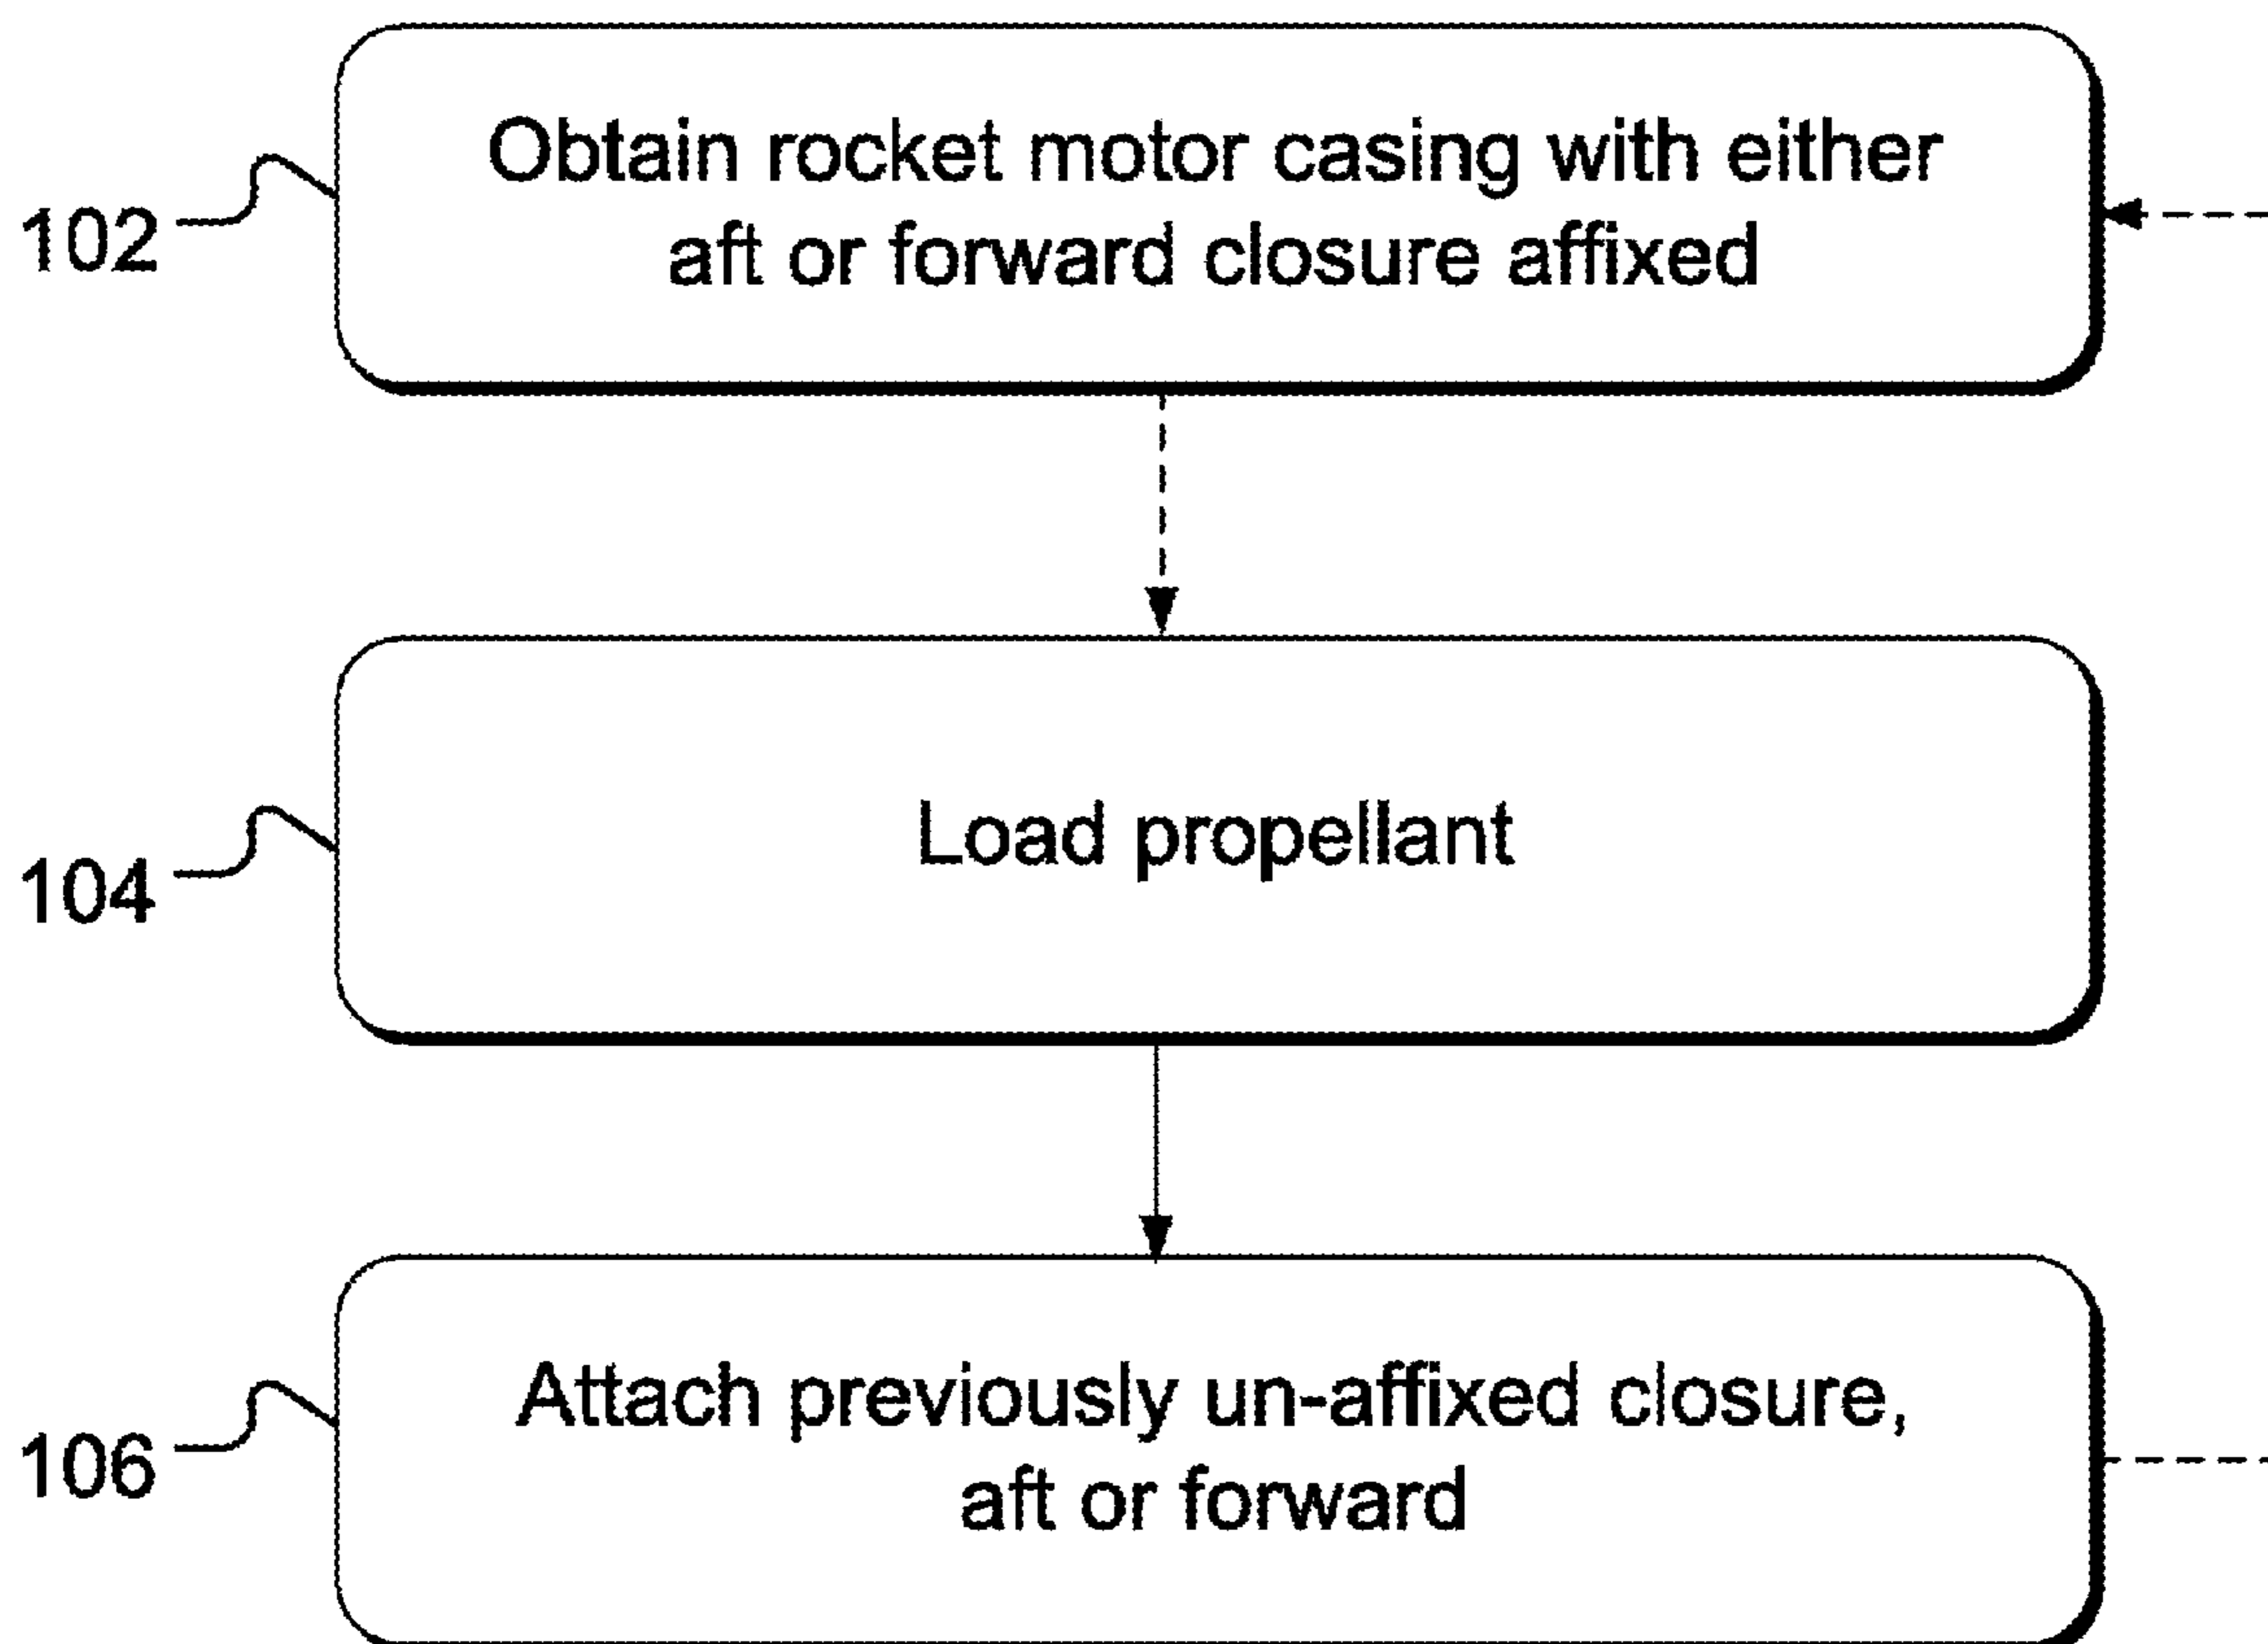 Obtain rocket motor casing with either
aft or forward closure affixed
102
Load propellant
104
Attach previously un-affixed closure,
aft or forward
106